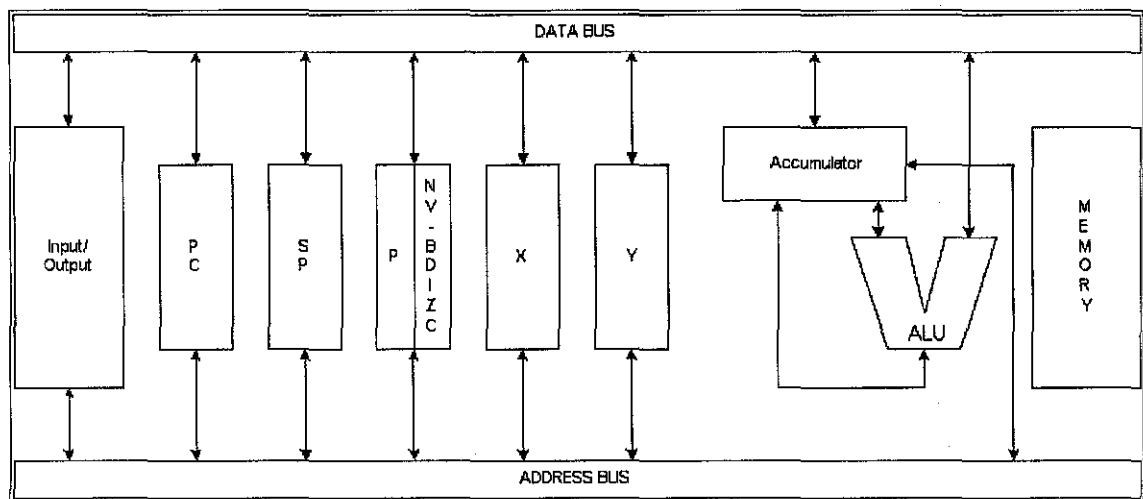 DATA BUS
Input/
Output
P
C
S
P
P
N
V
-
B
D
I
Z
C
X
Y
Accumulator
ALU
M
E
M
O
R
Y
ADDRESS BUS